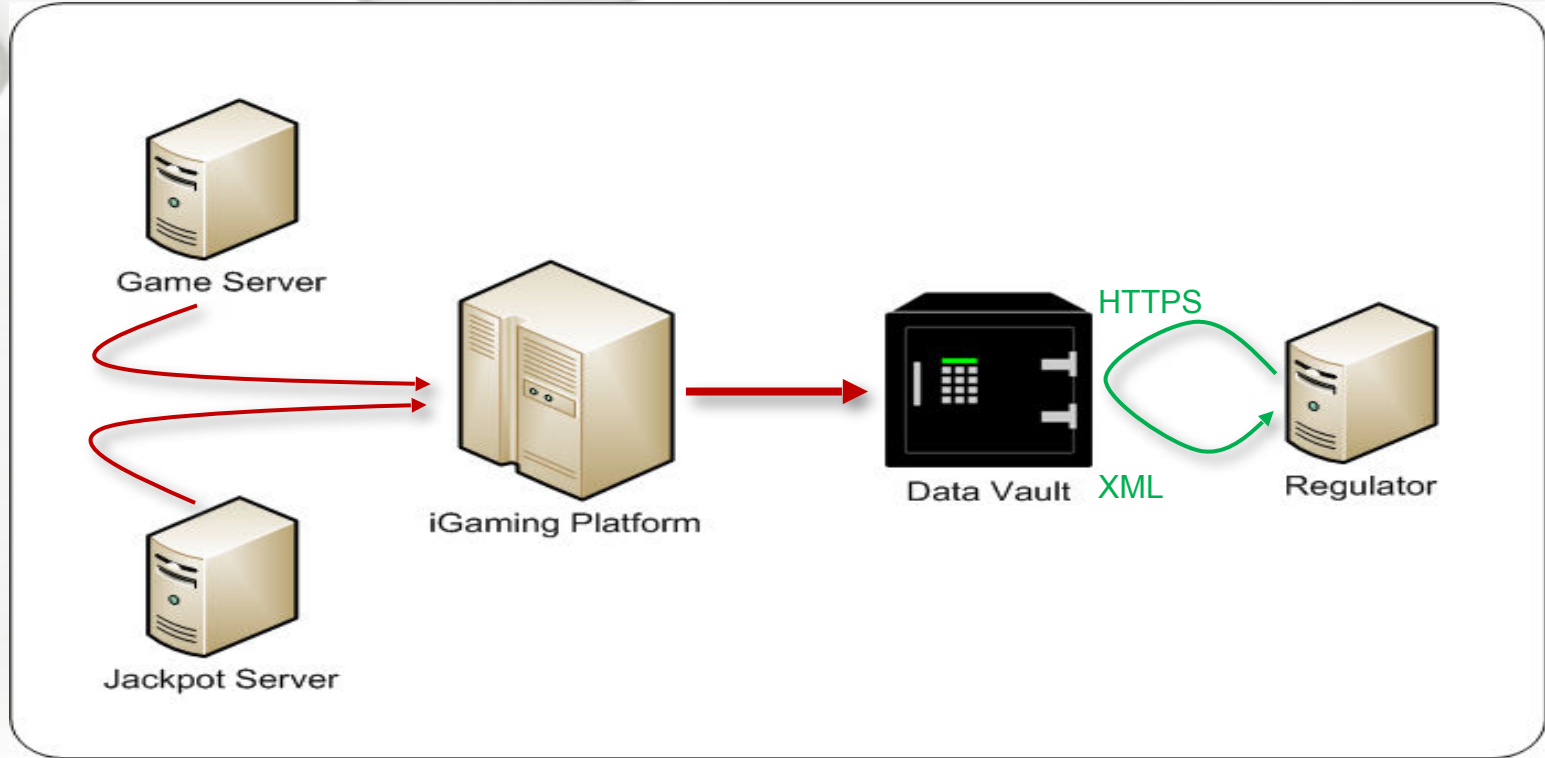 Game Server
HTTPS
Data Vault
XML
Regulator
iGaming Platform
Jackpot Server